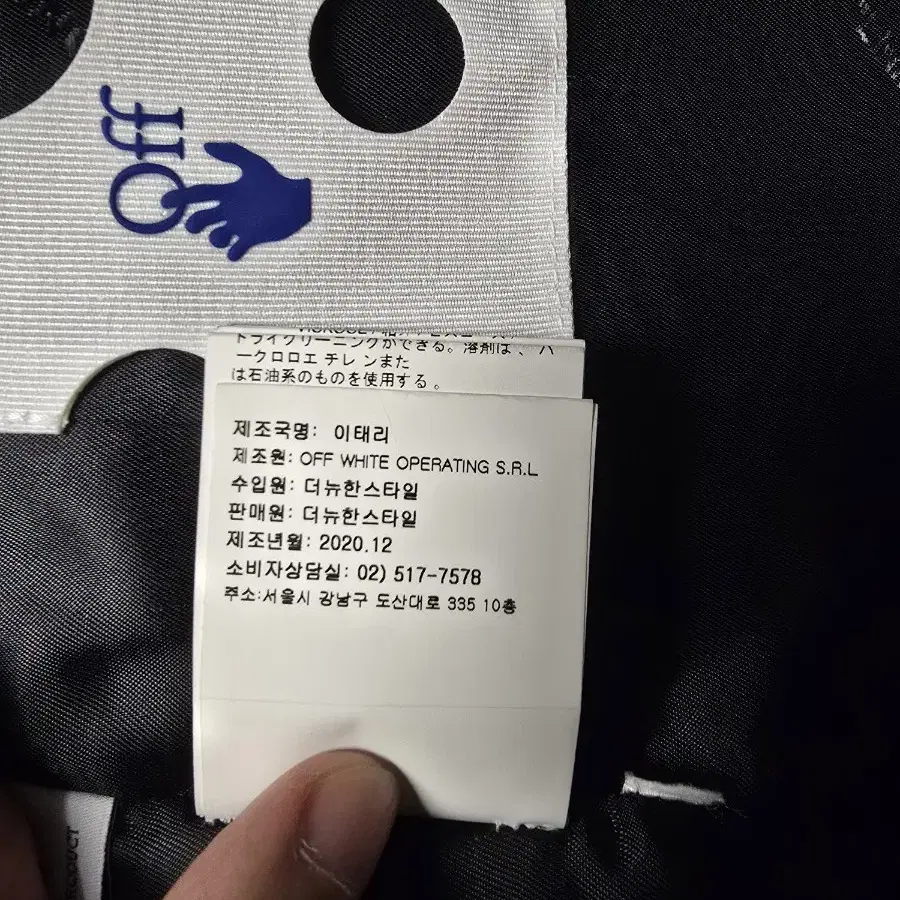 Off
ドライクリーニングができる。溶剤は 、パ
ークロロエ チレ ンまた
は石油系のものを使用する 。
제조국명: 이태리
제조원: OFF WHITE OPERATING S.R.L
수입원: 더뉴한스타일
판매원: 더뉴한스타일
제조년월: 2020.12
소비자상담실: 02) 517-7578
주소:서울시 강남구 도산대로 335 10층